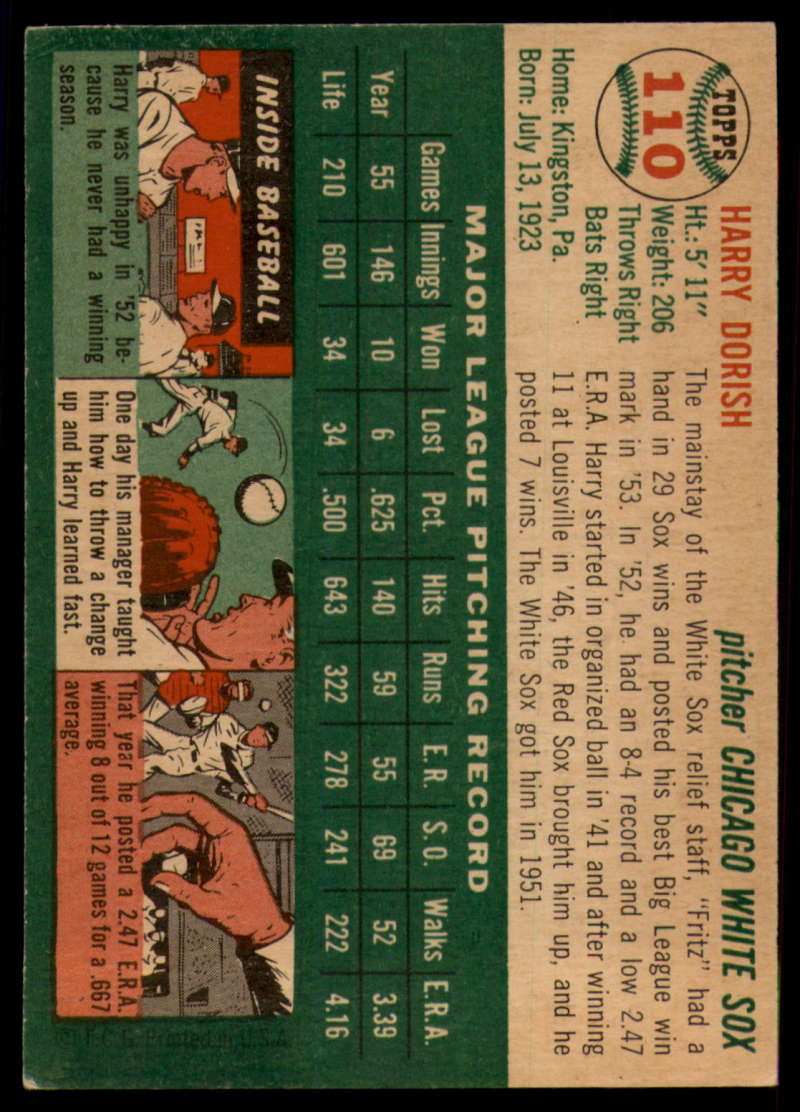 TOPPS
110
HARRY DORISH
pitcher CHICAGO WHITE SOX
Ht.: 5' 11"
Weight: 206
Throws Right
Bats Right
Home: Kingston, Pa.
Born: July 13, 1923
The mainstay of the White Sox relief staff, "Fritz" had a
hand in 29 Sox wins and posted his best Big League win
mark in '53. In '52, he had an 8-4 record and a low 2.47
E.R.A. Harry started in organized ball in '41 and after winning
11 at Louisville in '46, the Red Sox brought him up, and he
posted 7 wins. The White Sox got him in 1951.
MAJOR LEAGUE PITCHING RECORD
Games Innings Won Lost Pct. Hits Runs E.R. S.O. Walks E.R.A.
Year 55 146 10 6 .625 140 59 55 69 52 3.39
Life 210 601 34 34 .500 643 322 278 241 222 4.16
INSIDE BASEBALL
Harry was unhappy in '52 be-
cause he never had a winning
season.
One day his manager taught
him how to throw a change
up and Harry learned fast.
That year he posted a 2.47 E.R.A.
winning 8 out of 12 games for a .667
average.
© T.C.G. Printed in U.S.A.